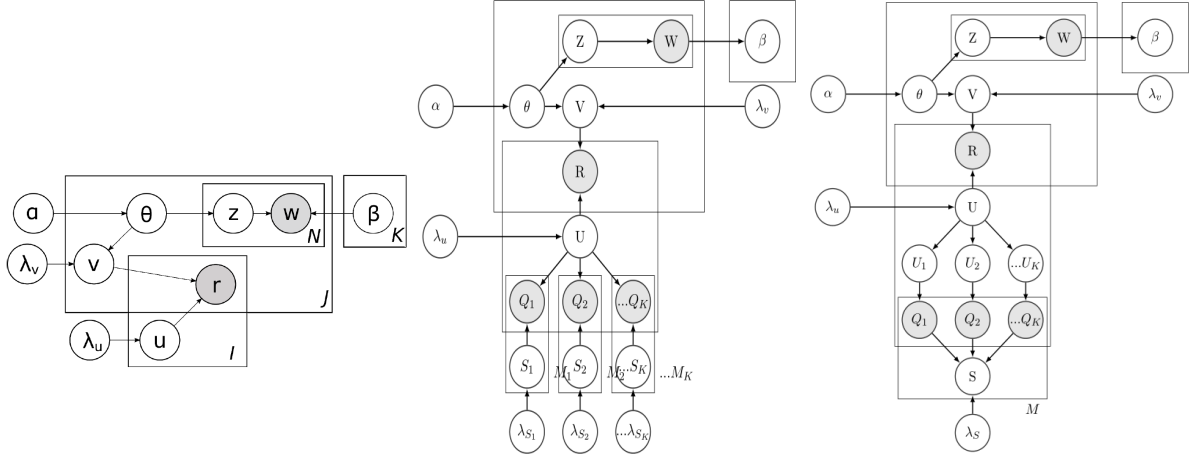 α θ z w β
N K
λv v
r
J
λu u
I
Z W β
α θ V λv
R
λu U
Q1 Q2 ...QK
S1 M1 S2 M2 ...SK ...MK
λS1 λS2 ...λSK
Z W β
α θ V λv
R
λu U
U1 U2 ...UK
Q1 Q2 ...QK
S
M
λS